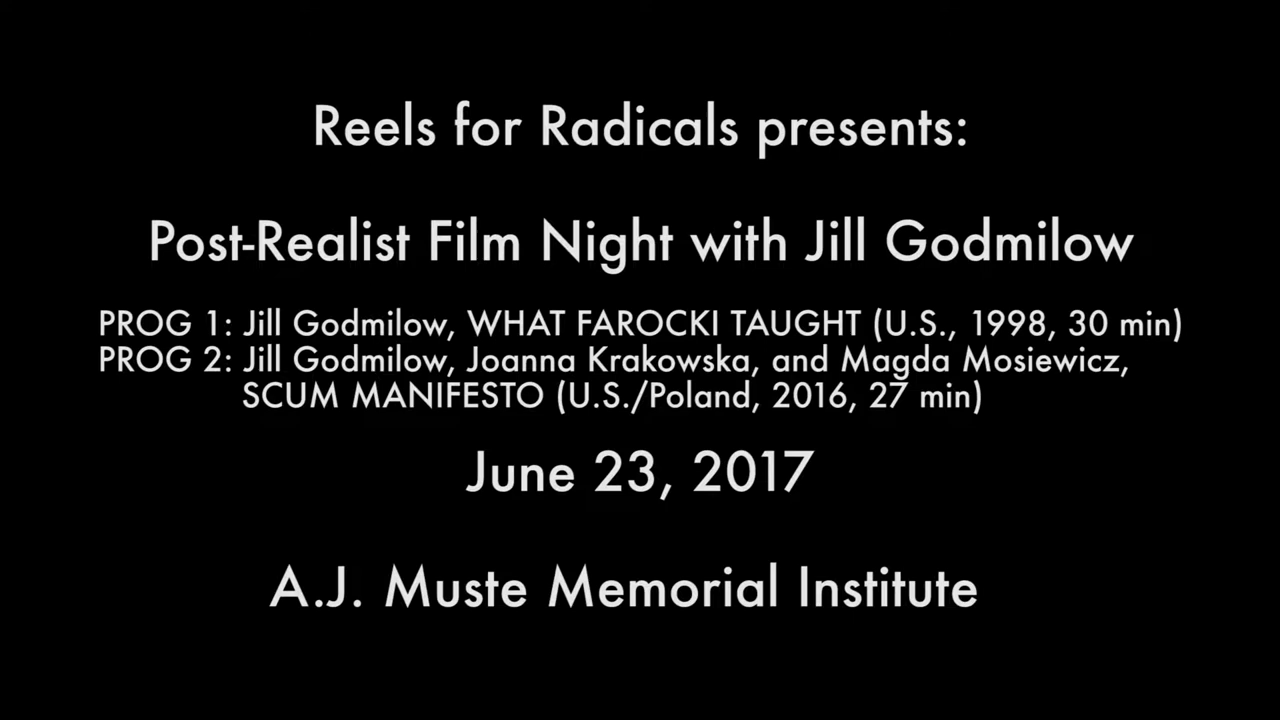 Reels for Radicals presents:
Post-Realist Film Night with Jill Godmilow
PROG 1: Jill Godmilow, WHAT FAROCKI TAUGHT (U.S., 1998, 30 min)
PROG 2: Jill Godmilow, Joanna Krakowska, and Magda Mosiewicz,
SCUM MANIFESTO (U.S./Poland, 2016, 27 min)
June 23, 2017
A.J. Muste Memorial Institute